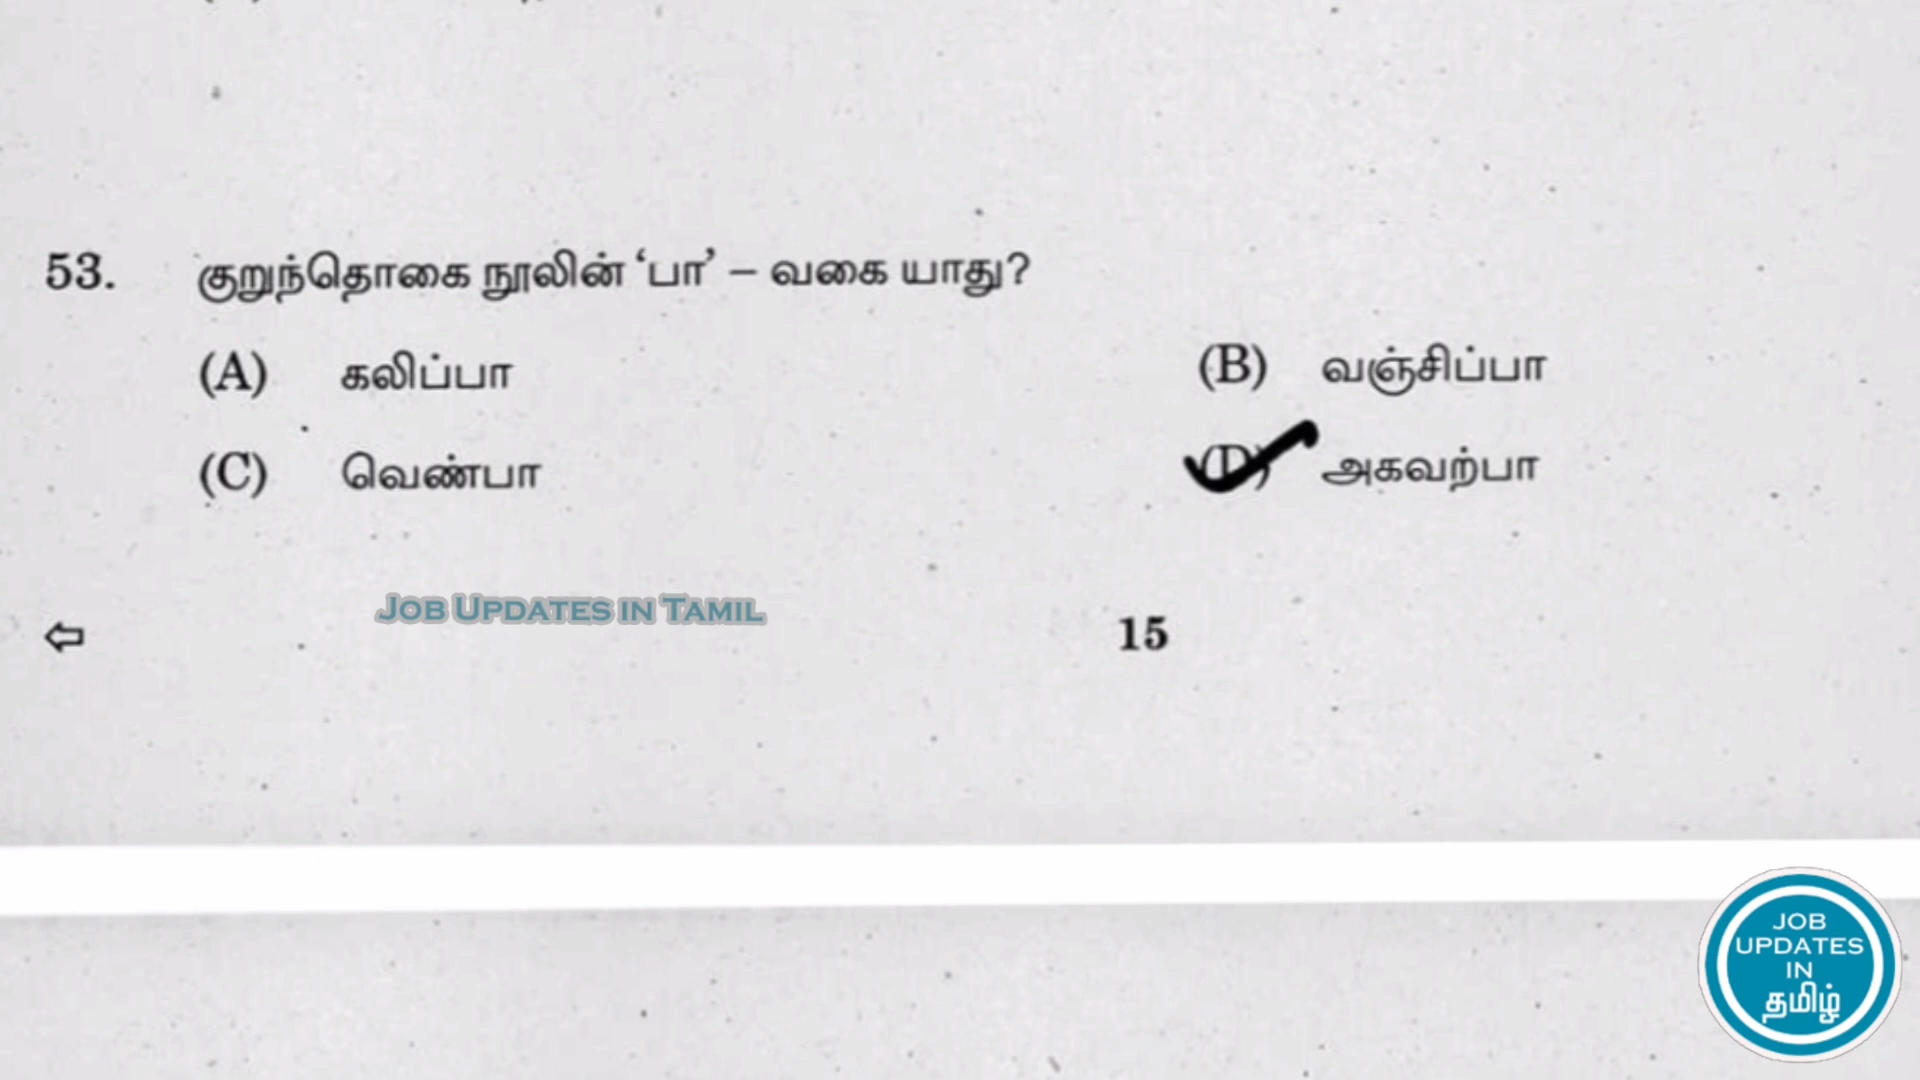 53. குறுந்தொகை நூலின் ‘பா’ – வகை யாது?
(A) கலிப்பா (B) வஞ்சிப்பா
(C) வெண்பா (D) அகவற்பா
JOB UPDATES IN TAMIL
⇦ 15
JOB
UPDATES
IN
தமிழ்